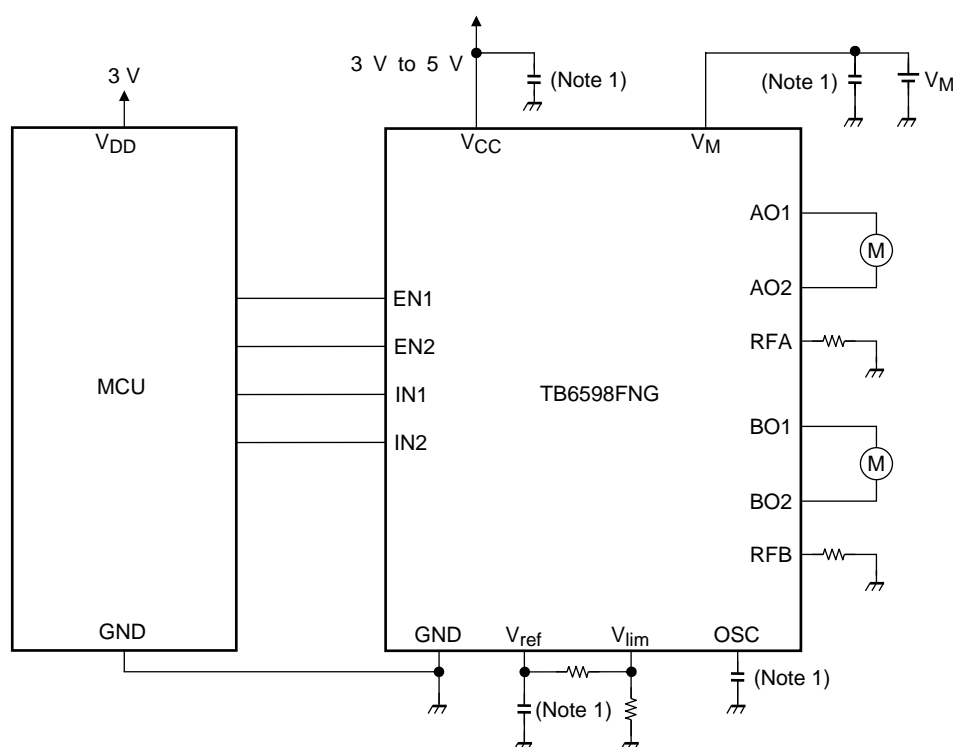 3 V to 5 V
(Note 1)
(Note 1)
VM
3 V
VDD
VCC
VM
AO1
M
AO2
EN1
EN2
RFA
MCU
IN1
TB6598FNG
IN2
BO1
M
BO2
RFB
GND
GND
Vref
Vlim
OSC
(Note 1)
(Note 1)